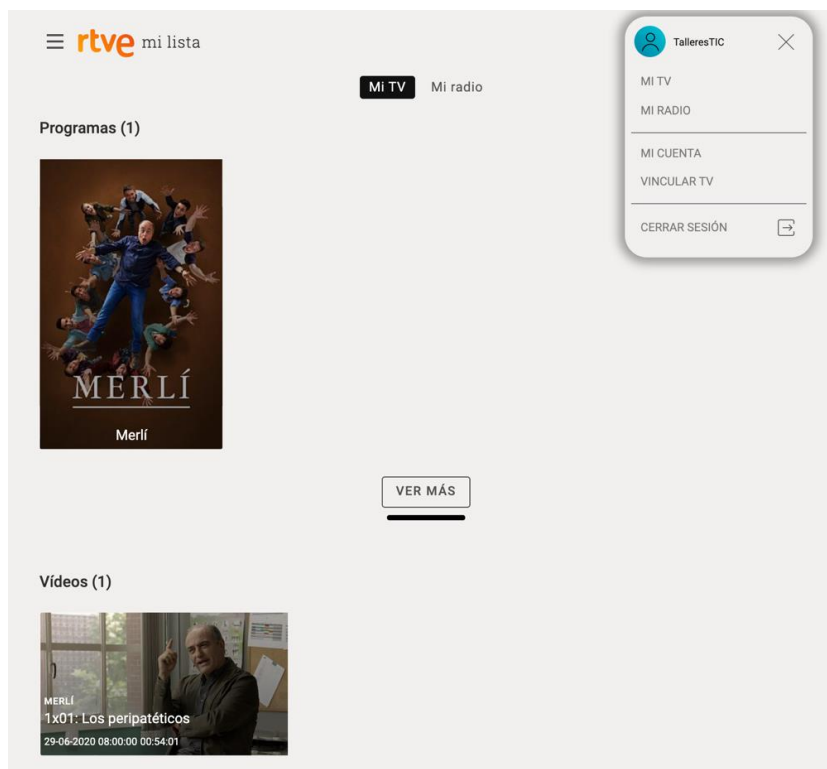 rtve mi lista
TalleresTIC
MI TV
MI RADIO
MI CUENTA
VINCULAR TV
CERRAR SESIÓN
Mi TV Mi radio
Programas (1)
MERLÍ
Merlí
VER MÁS
Vídeos (1)
MERLÍ
1x01: Los peripatéticos
29-06-2020 08:00:00 00:54:01